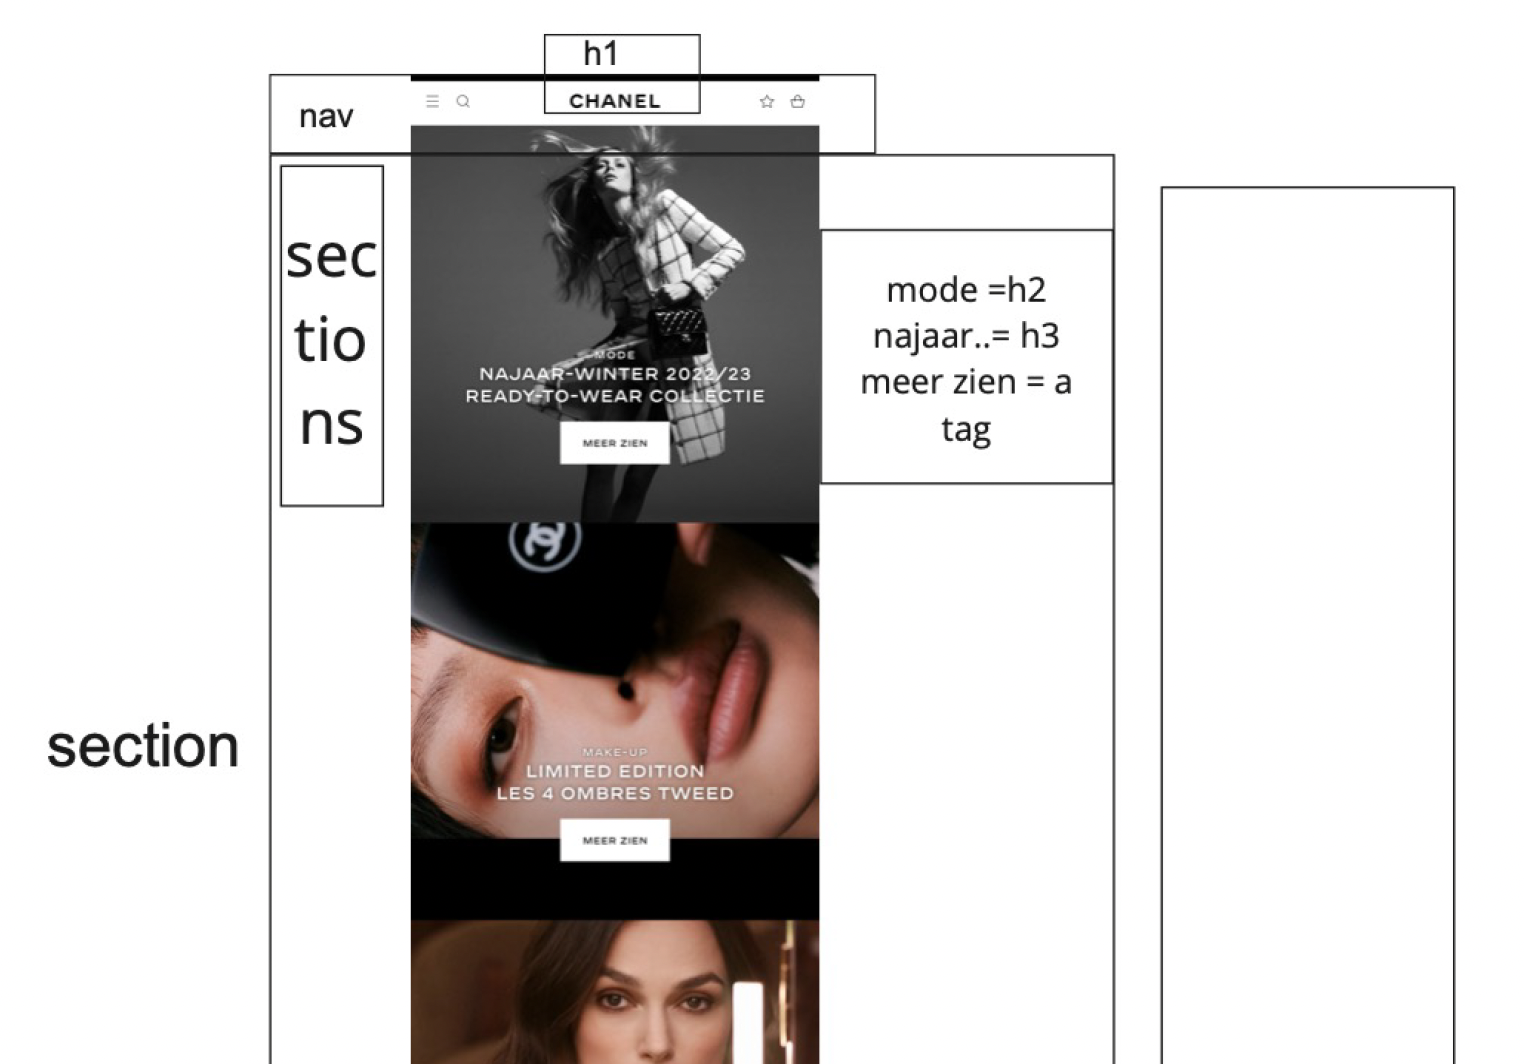 h1
CHANEL
nav
sec
tio
ns
MODE
NAJAAR-WINTER 2022/23
READY-TO-WEAR COLLECTIE
MEER ZIEN
mode =h2
najaar..= h3
meer zien = a
tag
section
MAKE-UP
LIMITED EDITION
LES 4 OMBRES TWEED
MEER ZIEN